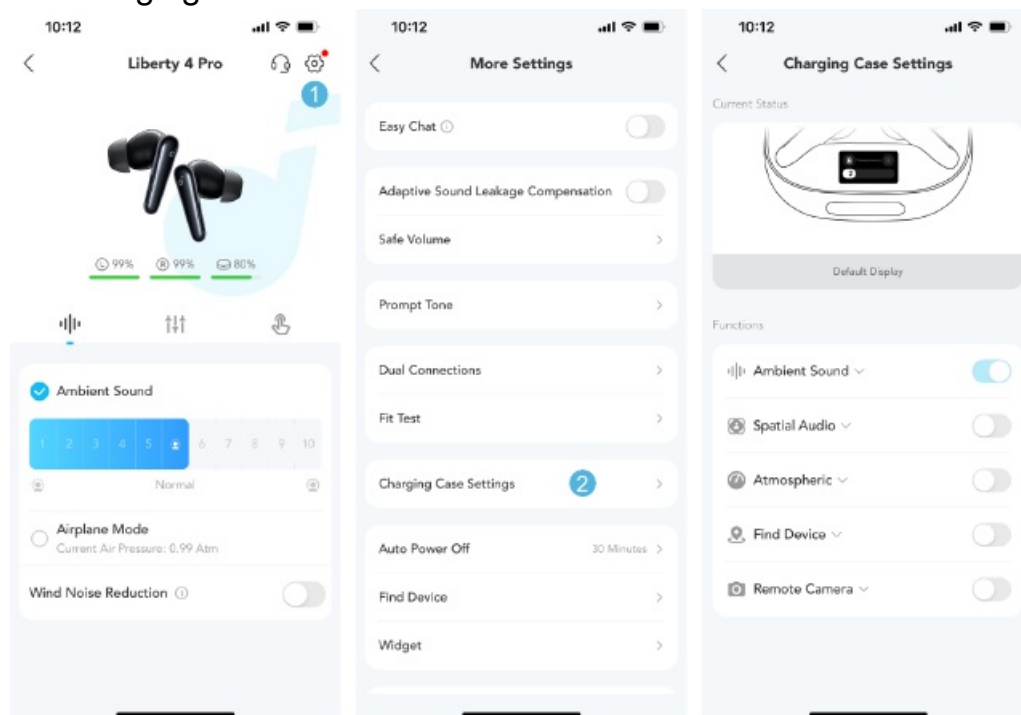 10:12
Liberty 4 Pro
1
L 99% R 99% 80%
Ambient Sound
1 2 3 4 5 6 7 8 9 10
Normal
Airplane Mode
Current Air Pressure: 0.99 Atm
Wind Noise Reduction
10:12
More Settings
Easy Chat
Adaptive Sound Leakage Compensation
Safe Volume
Prompt Tone
Dual Connections
Fit Test
Charging Case Settings 2
Auto Power Off 30 Minutes
Find Device
Widget
10:12
Charging Case Settings
Current Status
Default Display
Functions
Ambient Sound
Spatial Audio
Atmospheric
Find Device
Remote Camera